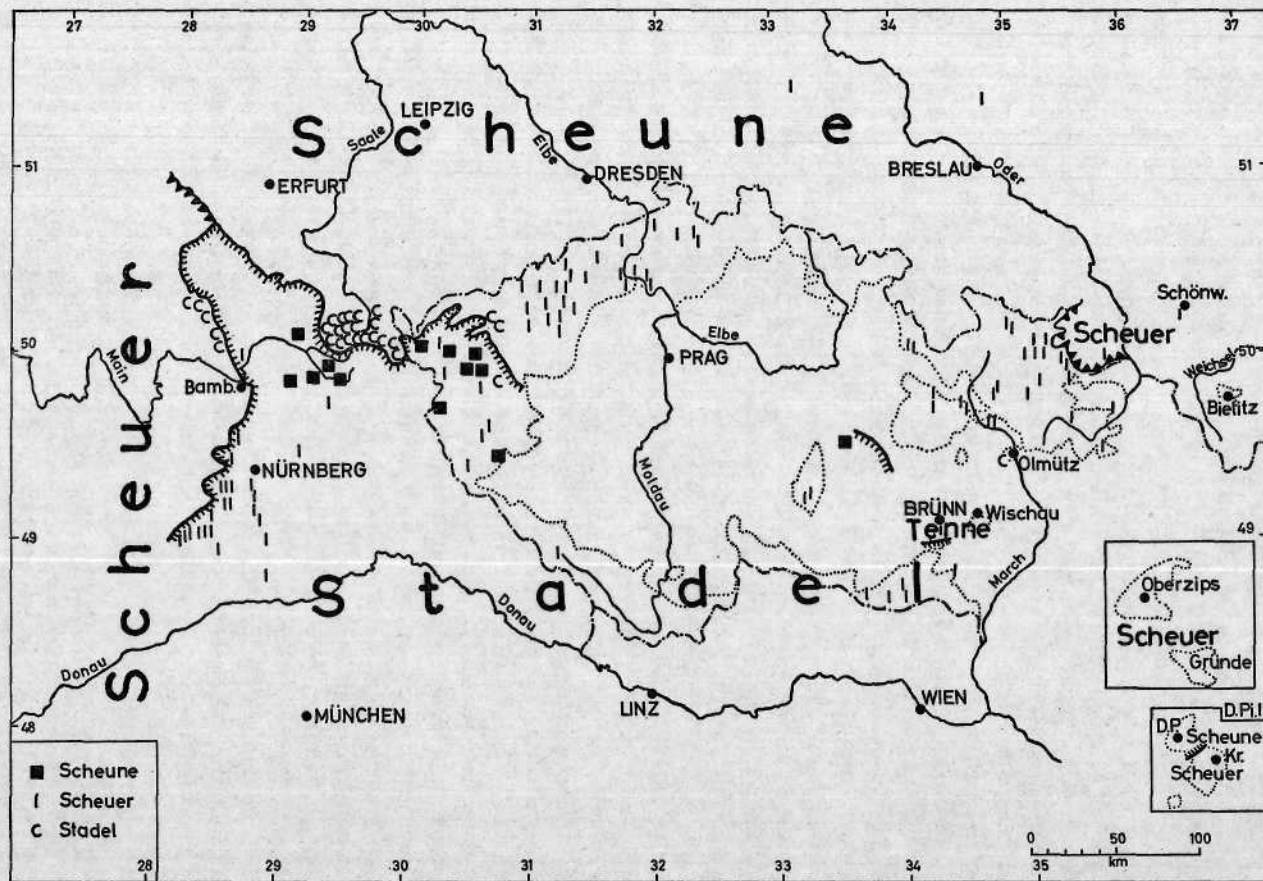 27 28 29 30 31 32 33 34 35 36 37
Scheune
LEIPZIG
Saale
Elbe
51
ERFURT
DRESDEN
BRESLAU
Oder
51
Scheuer
Schönw.
Scheuer
50
Main
Bamb.
PRAG
Elbe
Weichsel
50
Bielitz
NÜRNBERG
Moldau
C Olmütz
BRÜNN
Wischau
Tenne
49
49
March
Stadel
Donau
Donau
Oberzips
Scheuer
Gründe
48
MÜNCHEN
LINZ
WIEN
D.Pi.I
D.P.
Scheune
Kr.
Scheuer
■ Scheune
ı Scheuer
c Stadel
0 50 100
km
28 29 30 31 32 33 34 35